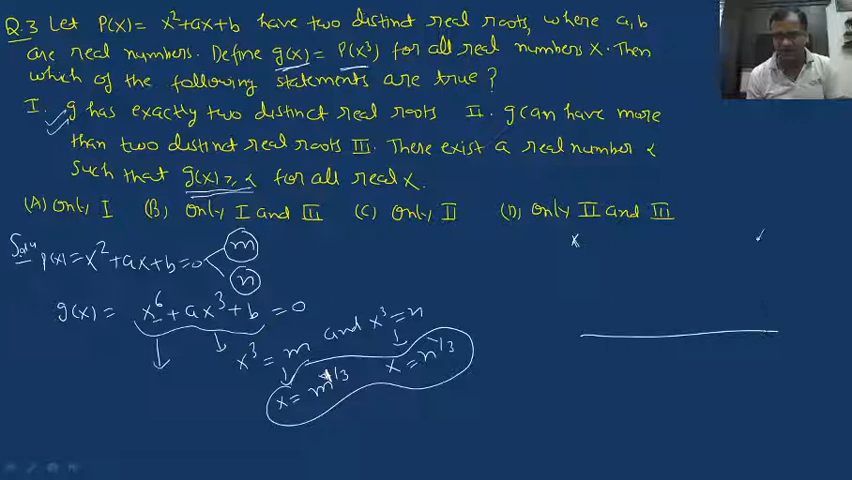 Q.3 Let P(x) = x²+ax+b have two distinct real roots, where a,b
are real numbers. Define g(x) = P(x³) for all real numbers x. Then
which of the following statements are true?
I. g has exactly two distinct real roots II. g can have more
than two distinct real roots III. There exist a real number α
such that g(x) ≥ α for all real x.
(A) Only I (B) Only I and III (C) Only II (D) Only II and III
Solⁿ P(x) = x²+ax+b = 0 m
n
g(x) = x⁶+ax³+b = 0
x³ = m and x³ = n
x = m^1/3 x = n^1/3